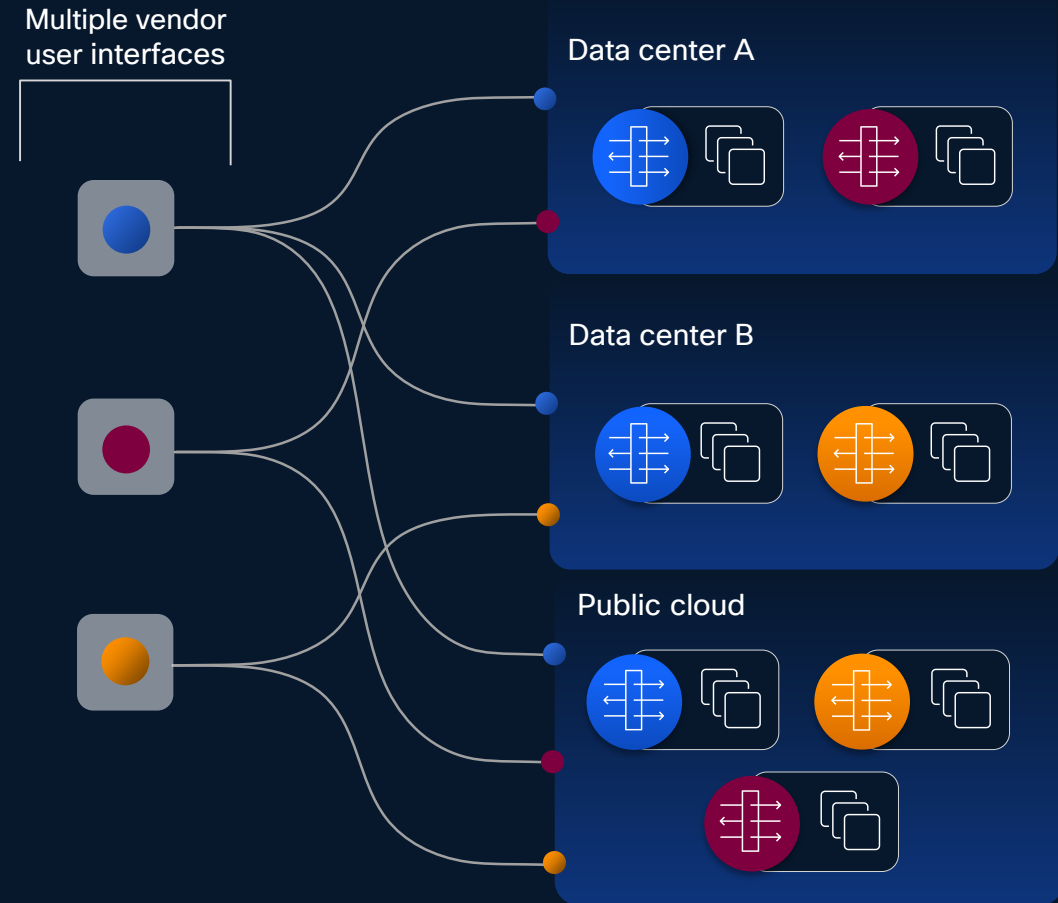 Multiple vendor
user interfaces
Data center A
Data center B
Public cloud